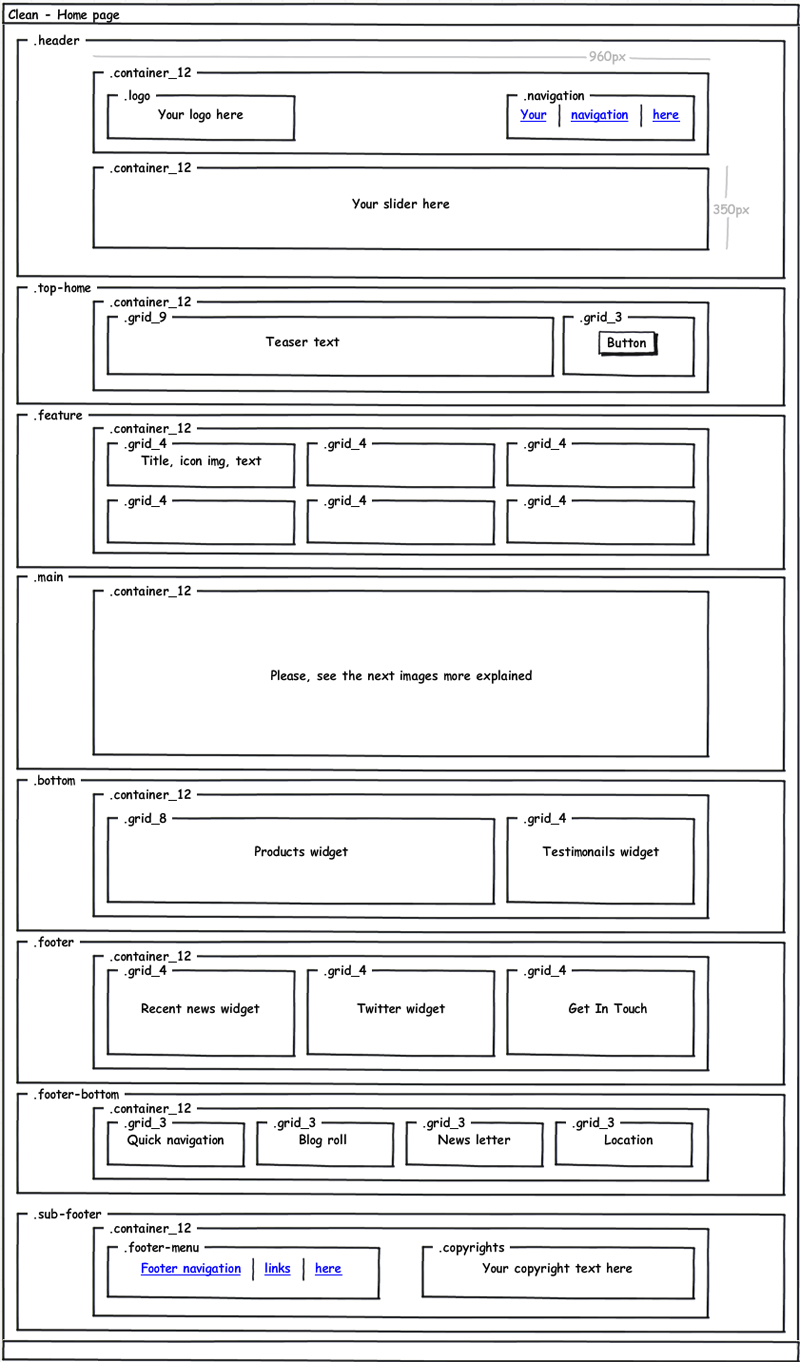 Clean - Home page
.header
960px
.container_12
.logo
.navigation
Your logo here
Your | navigation | here
.container_12
Your slider here
350px
.top-home
.container_12
.grid_9
.grid_3
Teaser text
Button
.feature
.container_12
.grid_4
.grid_4
.grid_4
Title, icon img, text
.grid_4
.grid_4
.grid_4
.main
.container_12
Please, see the next images more explained
.bottom
.container_12
.grid_8
.grid_4
Products widget
Testimonails widget
.footer
.container_12
.grid_4
.grid_4
.grid_4
Recent news widget
Twitter widget
Get In Touch
.footer-bottom
.container_12
.grid_3
.grid_3
.grid_3
.grid_3
Quick navigation
Blog roll
News letter
Location
.sub-footer
.container_12
.footer-menu
.copyrights
Footer navigation | links | here
Your copyright text here